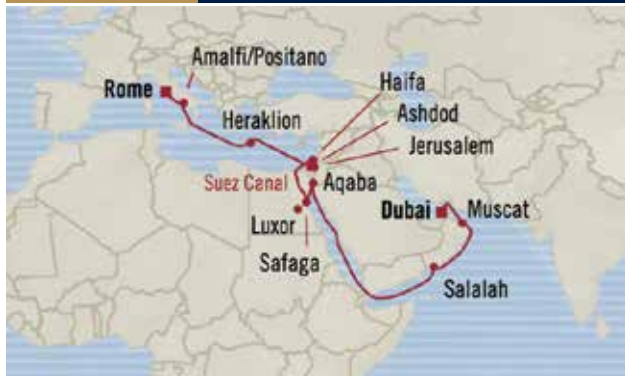 Amalfi/Positano
Rome
Haifa
Heraklion
Ashdod
Jerusalem
Suez Canal
Aqaba
Dubai
Muscat
Luxor
Safaga
Salalah